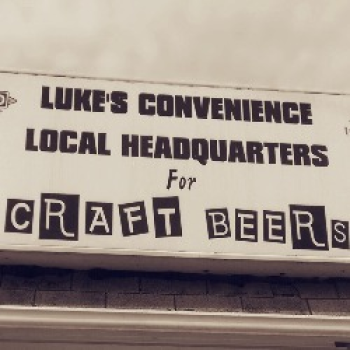 LUKE'S CONVENIENCE
LOCAL HEADQUARTERS
For
CRAFT BEERS